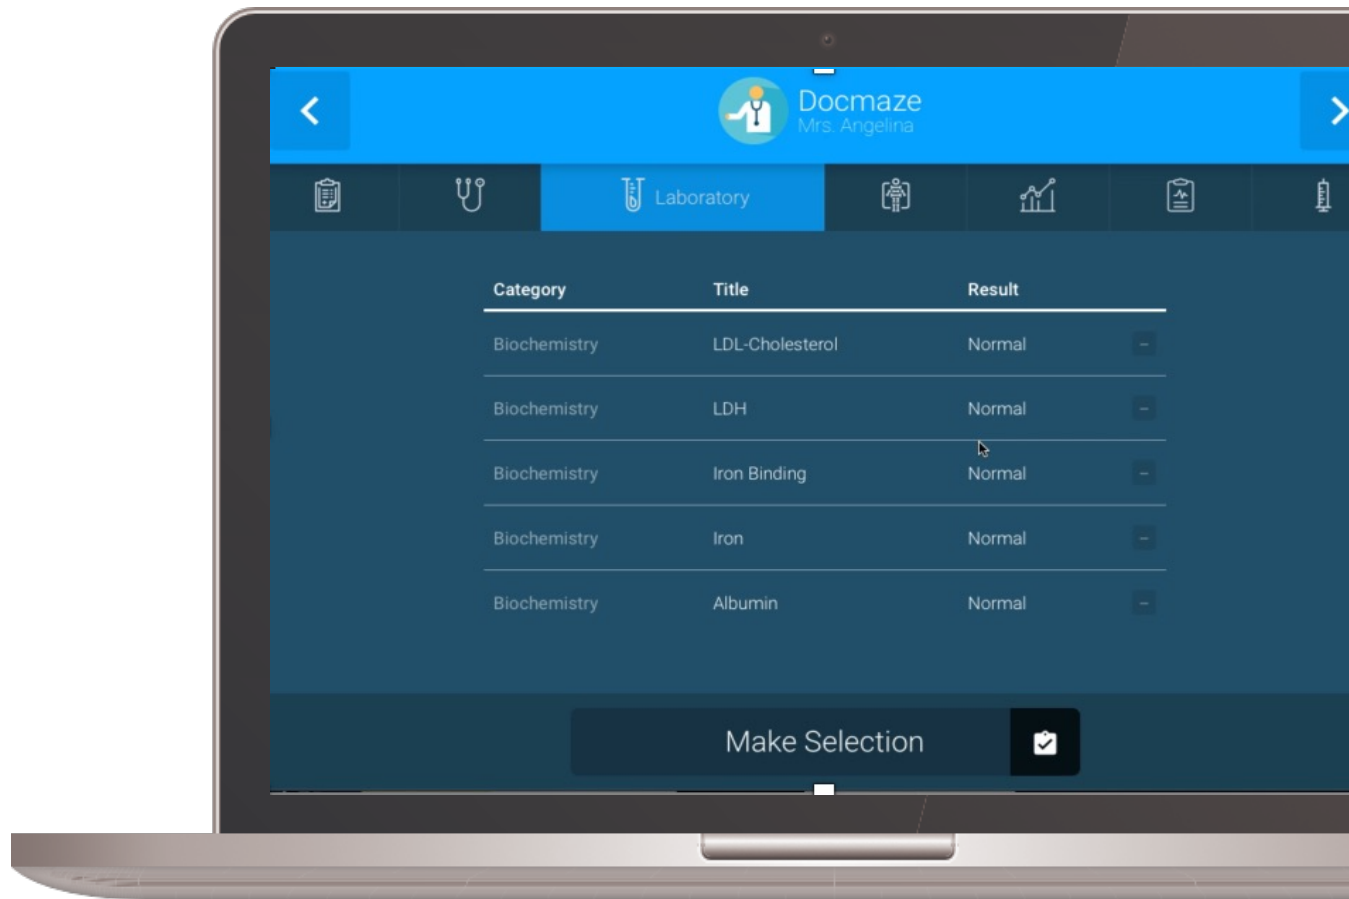 Docmaze
Mrs. Angelina
Laboratory
Category Title Result
Biochemistry LDL-Cholesterol Normal
Biochemistry LDH Normal
Biochemistry Iron Binding Normal
Biochemistry Iron Normal
Biochemistry Albumin Normal
Make Selection